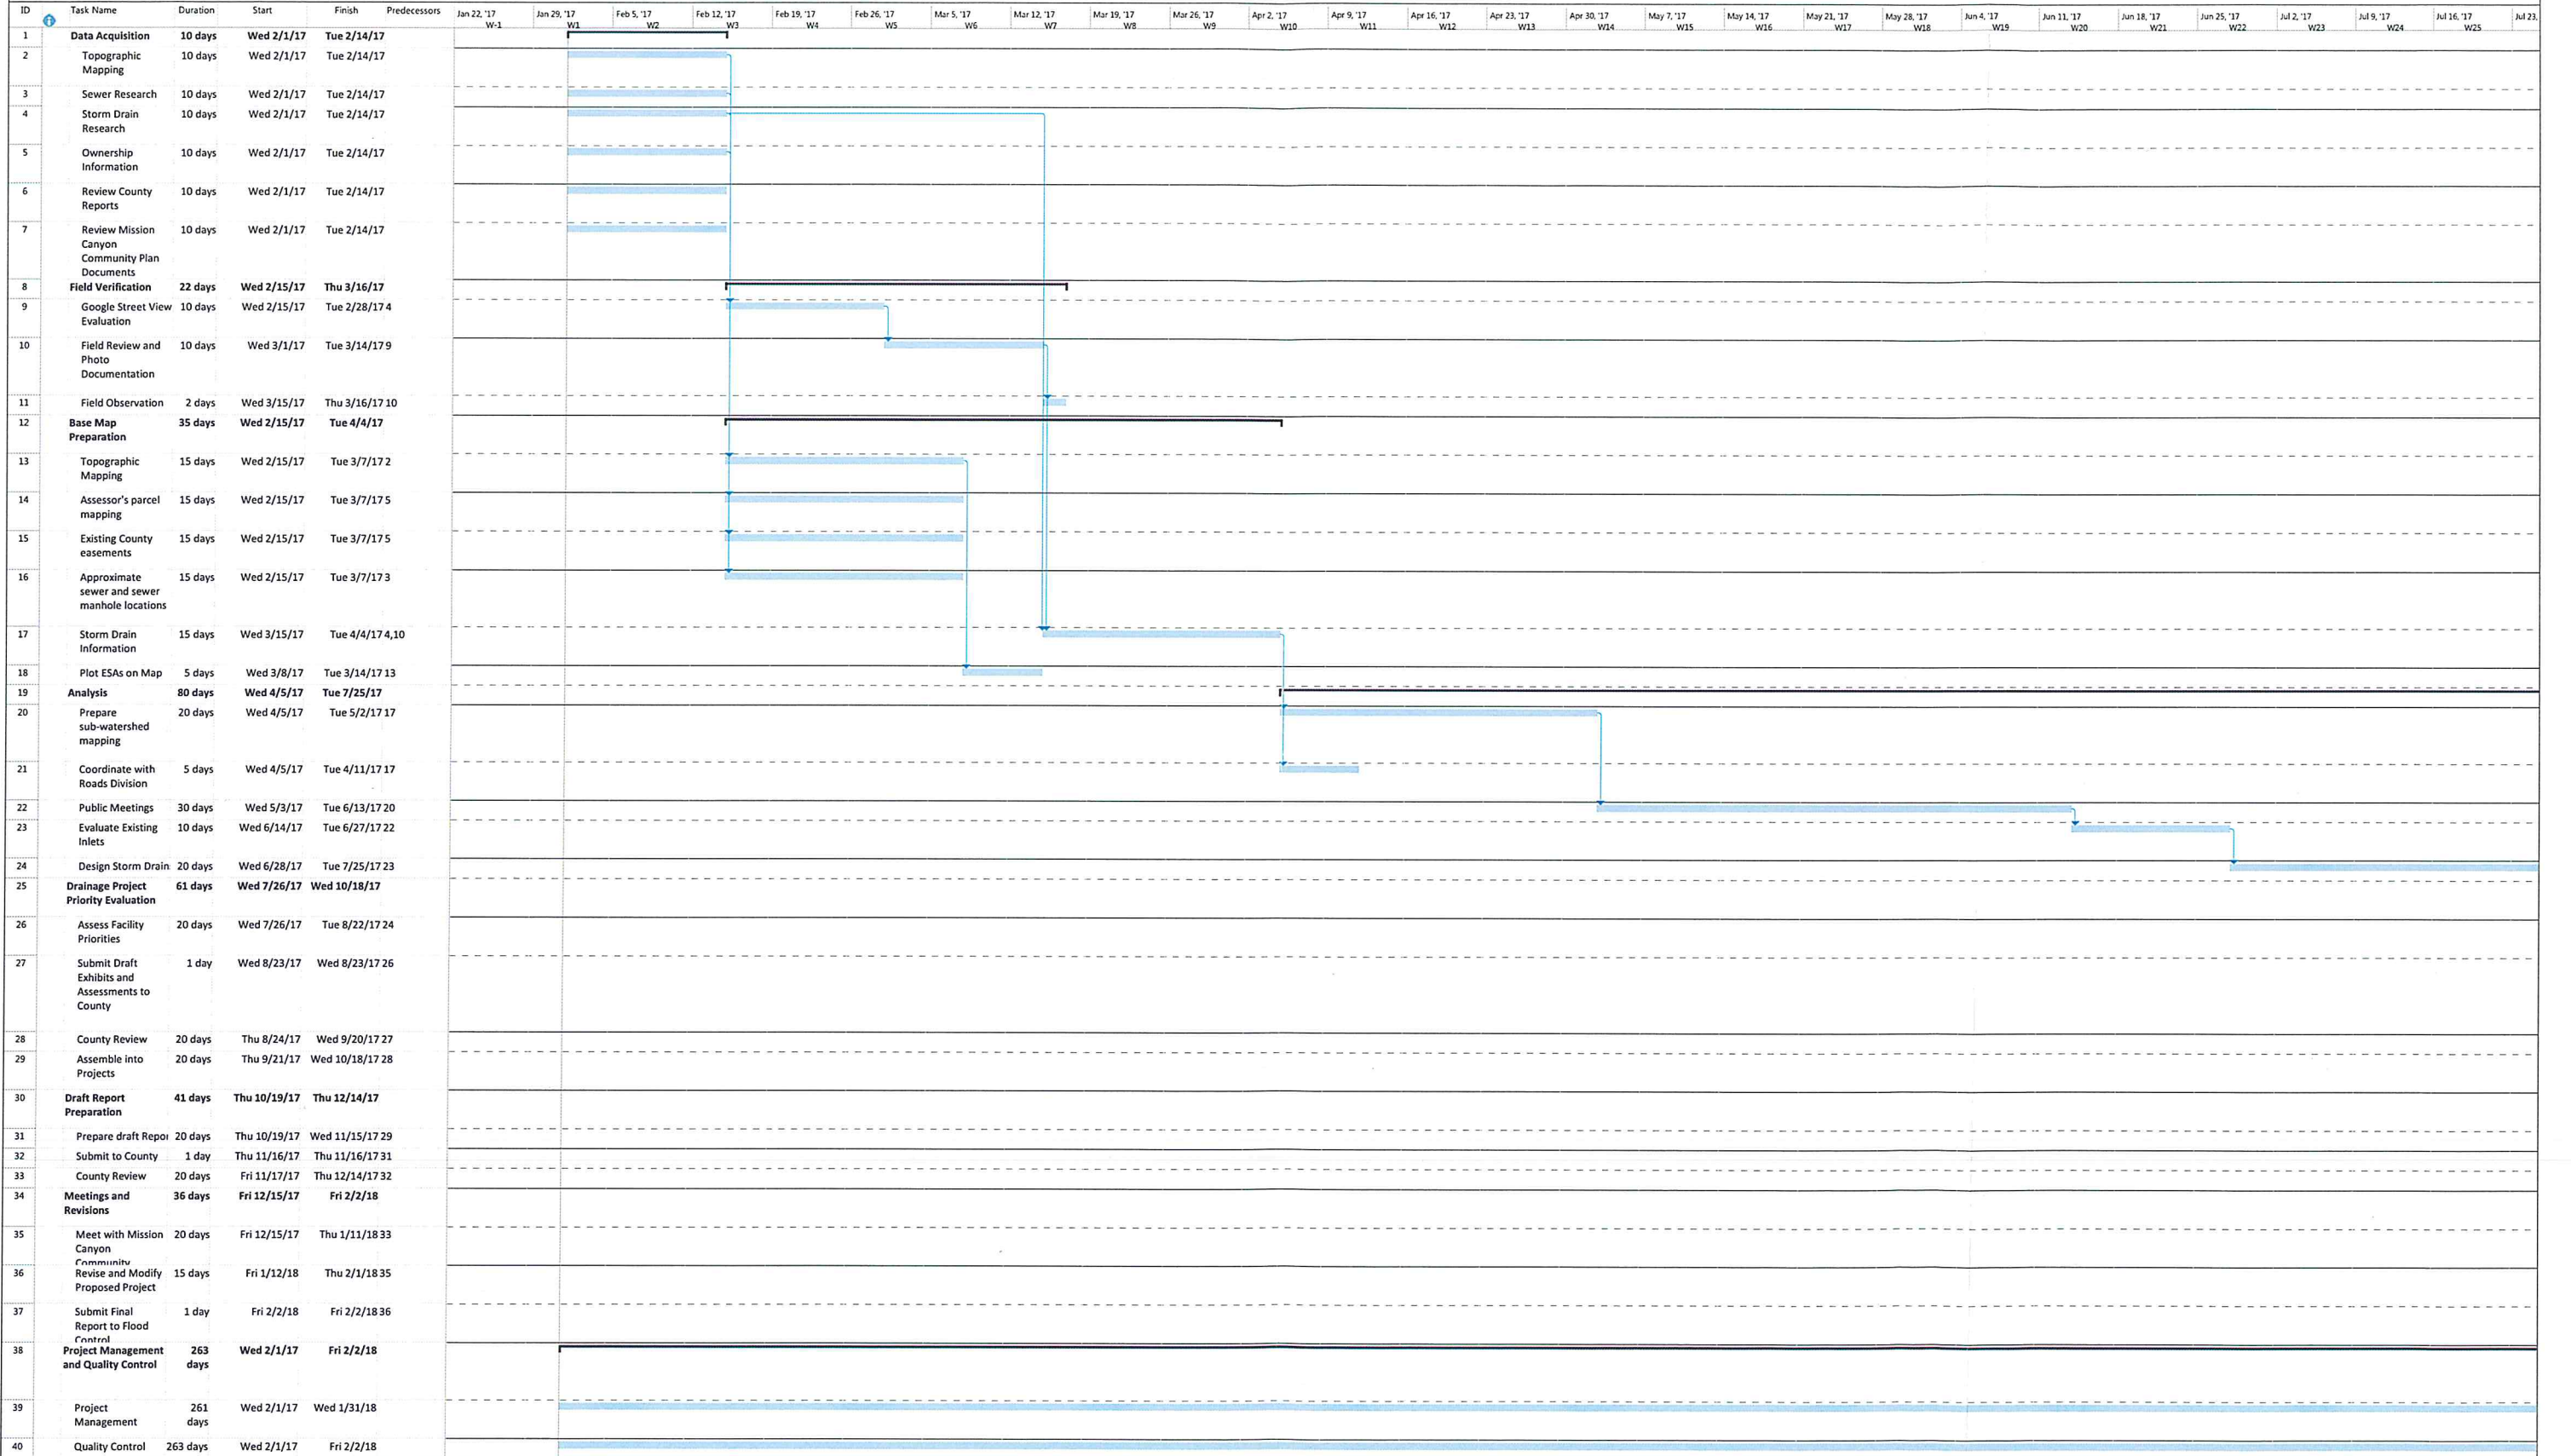 ID Task Name Duration Start Finish Predecessors
Jan 22, '17 Jan 29, '17 Feb 5, '17 Feb 12, '17 Feb 19, '17 Feb 26, '17 Mar 5, '17 Mar 12, '17 Mar 19, '17 Mar 26, '17 Apr 2, '17 Apr 9, '17 Apr 16, '17 Apr 23, '17 Apr 30, '17 May 7, '17 May 14, '17 May 21, '17 May 28, '17 Jun 4, '17 Jun 11, '17 Jun 18, '17 Jun 25, '17 Jul 2, '17 Jul 9, '17 Jul 16, '17 Jul 23,
W-1 W1 W2 W3 W4 W5 W6 W7 W8 W9 W10 W11 W12 W13 W14 W15 W16 W17 W18 W19 W20 W21 W22 W23 W24 W25
1 Data Acquisition 10 days Wed 2/1/17 Tue 2/14/17
2 Topographic 10 days Wed 2/1/17 Tue 2/14/17
Mapping
3 Sewer Research 10 days Wed 2/1/17 Tue 2/14/17
4 Storm Drain 10 days Wed 2/1/17 Tue 2/14/17
Research
5 Ownership 10 days Wed 2/1/17 Tue 2/14/17
Information
6 Review County 10 days Wed 2/1/17 Tue 2/14/17
Reports
7 Review Mission 10 days Wed 2/1/17 Tue 2/14/17
Canyon
Community Plan
Documents
8 Field Verification 22 days Wed 2/15/17 Thu 3/16/17
9 Google Street View 10 days Wed 2/15/17 Tue 2/28/17 4
Evaluation
10 Field Review and 10 days Wed 3/1/17 Tue 3/14/17 9
Photo
Documentation
11 Field Observation 2 days Wed 3/15/17 Thu 3/16/17 10
12 Base Map 35 days Wed 2/15/17 Tue 4/4/17
Preparation
13 Topographic 15 days Wed 2/15/17 Tue 3/7/17 2
Mapping
14 Assessor's parcel 15 days Wed 2/15/17 Tue 3/7/17 5
mapping
15 Existing County 15 days Wed 2/15/17 Tue 3/7/17 5
easements
16 Approximate 15 days Wed 2/15/17 Tue 3/7/17 3
sewer and sewer
manhole locations
17 Storm Drain 15 days Wed 3/15/17 Tue 4/4/17 4,10
Information
18 Plot ESAs on Map 5 days Wed 3/8/17 Tue 3/14/17 13
19 Analysis 80 days Wed 4/5/17 Tue 7/25/17
20 Prepare 20 days Wed 4/5/17 Tue 5/2/17 17
sub-watershed
mapping
21 Coordinate with 5 days Wed 4/5/17 Tue 4/11/17 17
Roads Division
22 Public Meetings 30 days Wed 5/3/17 Tue 6/13/17 20
23 Evaluate Existing 10 days Wed 6/14/17 Tue 6/27/17 22
Inlets
24 Design Storm Drain 20 days Wed 6/28/17 Tue 7/25/17 23
25 Drainage Project 61 days Wed 7/26/17 Wed 10/18/17
Priority Evaluation
26 Assess Facility 20 days Wed 7/26/17 Tue 8/22/17 24
Priorities
27 Submit Draft 1 day Wed 8/23/17 Wed 8/23/17 26
Exhibits and
Assessments to
County
28 County Review 20 days Thu 8/24/17 Wed 9/20/17 27
29 Assemble into 20 days Thu 9/21/17 Wed 10/18/17 28
Projects
30 Draft Report 41 days Thu 10/19/17 Thu 12/14/17
Preparation
31 Prepare draft Repor 20 days Thu 10/19/17 Wed 11/15/17 29
32 Submit to County 1 day Thu 11/16/17 Thu 11/16/17 31
33 County Review 20 days Fri 11/17/17 Thu 12/14/17 32
34 Meetings and 36 days Fri 12/15/17 Fri 2/2/18
Revisions
35 Meet with Mission 20 days Fri 12/15/17 Thu 1/11/18 33
Canyon
Community
36 Revise and Modify 15 days Fri 1/12/18 Thu 2/1/18 35
Proposed Project
37 Submit Final 1 day Fri 2/2/18 Fri 2/2/18 36
Report to Flood
Control
38 Project Management 263 Wed 2/1/17 Fri 2/2/18
and Quality Control days
39 Project 261 Wed 2/1/17 Wed 1/31/18
Management days
40 Quality Control 263 days Wed 2/1/17 Fri 2/2/18